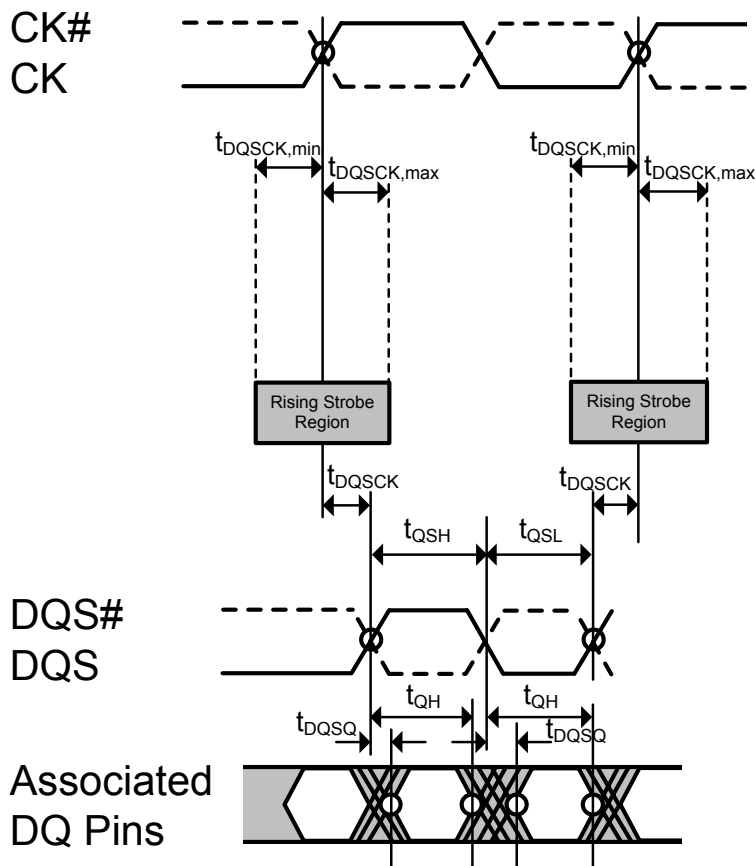 CK#
CK
tDQSCK,min
tDQSCK,max
tDQSCK,min
tDQSCK,max
Rising Strobe
Region
Rising Strobe
Region
tDQSCK
tDQSCK
tQSH
tQSL
DQS#
DQS
tQH
tQH
tDQSQ
tDQSQ
Associated
DQ Pins